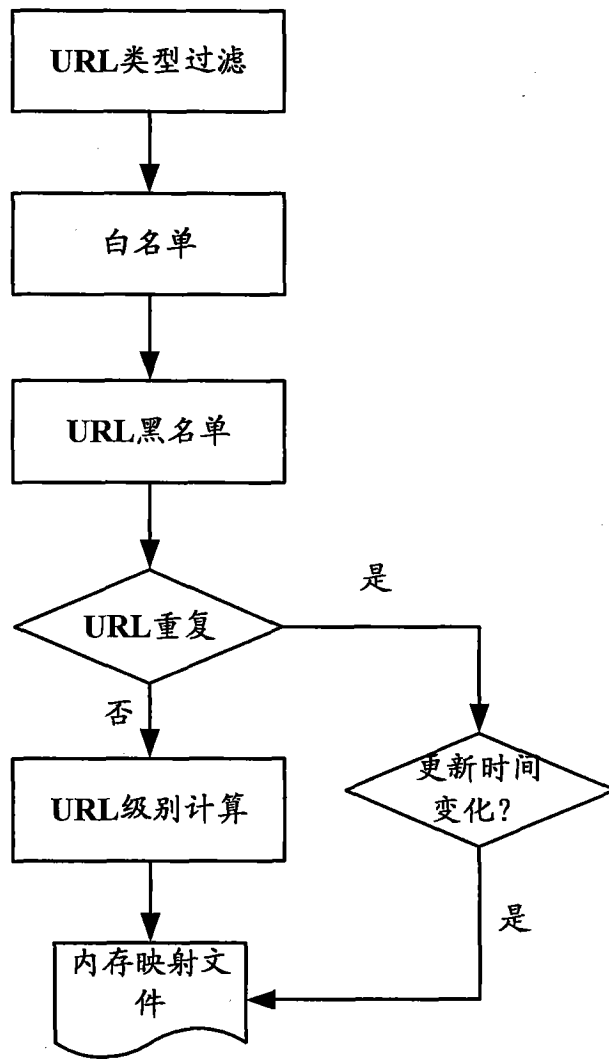 URL类型过滤
白名单
URL黑名单
是
URL重复
否
更新时间
变化?
URL级别计算
是
内存映射文
件